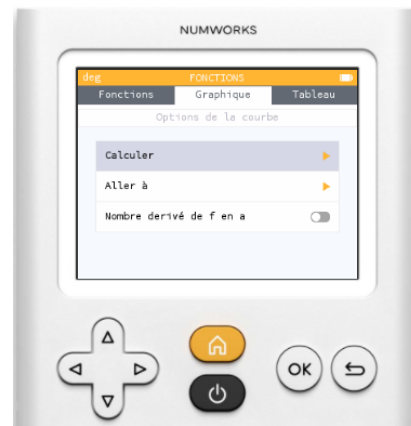 NUMWORKS
deg FONCTIONS
Fonctions Graphique Tableau
Options de la courbe
Calculer
Aller à
Nombre derivé de f en a
OK